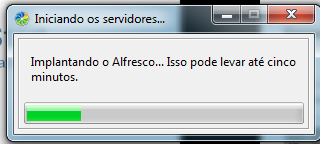 Iniciando os servidores...
Implantando o Alfresco... Isso pode levar até cinco
minutos.